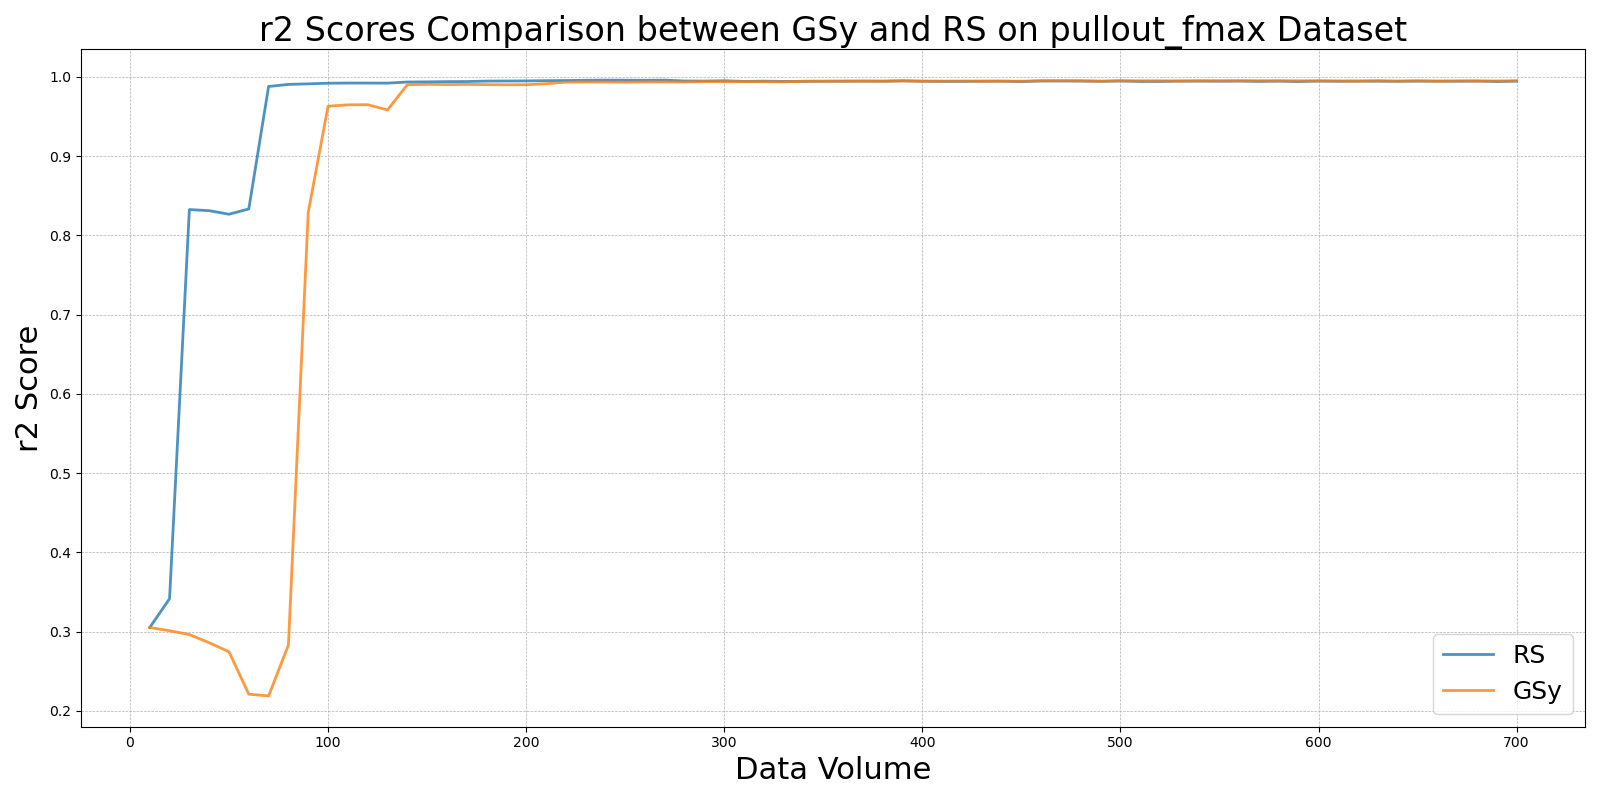 r2 Scores Comparison between GSy and RS on pullout_fmax Dataset
r2 Score
1.0
0.9
0.8
0.7
0.6
0.5
0.4
0.3
0.2
RS
GSy
0 100 200 300 400 500 600 700
Data Volume